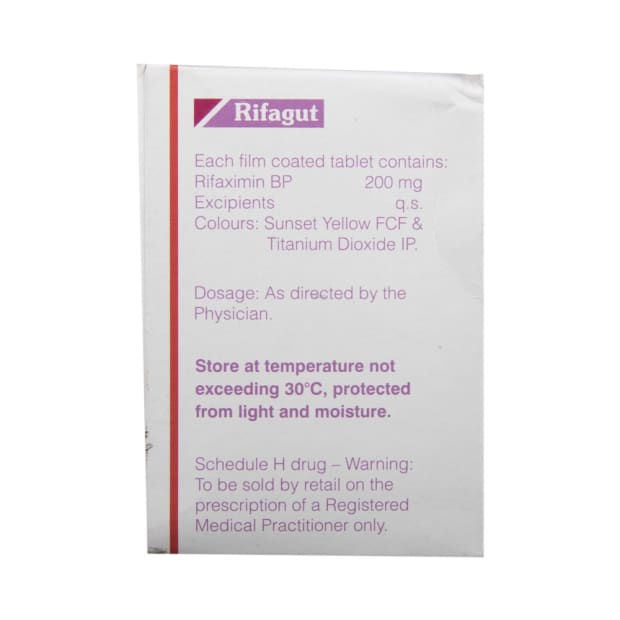 Rifagut
Each film coated tablet contains:
Rifaximin BP 200 mg
Excipients q.s.
Colours: Sunset Yellow FCF &
Titanium Dioxide IP.
Dosage: As directed by the
Physician.
Store at temperature not
exceeding 30°C, protected
from light and moisture.
Schedule H drug – Warning:
To be sold by retail on the
prescription of a Registered
Medical Practitioner only.